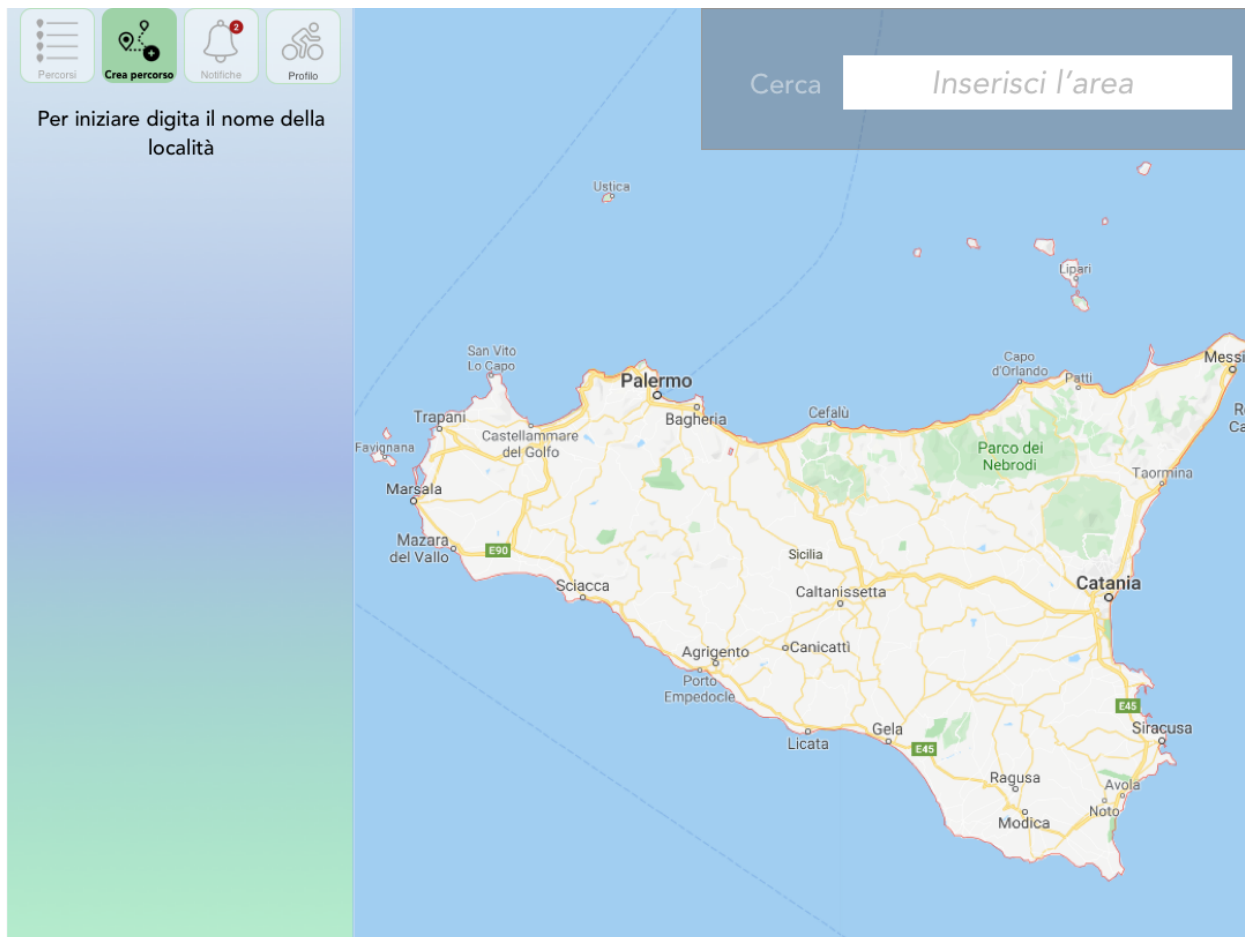 Percorsi
Crea percorso
2
Notifiche
Profilo
Per iniziare digita il nome della
località
Cerca
Inserisci l'area
Ustica
Lipari
San Vito
Lo Capo
Palermo
Capo
d'Orlando
Patti
Messi
Trapani
Bagheria
Cefalù
Re
Ca
Castellammare
del Golfo
Favignana
Parco dei
Nebrodi
Taormina
Marsala
Mazara
del Vallo
E90
Sicilia
Sciacca
Caltanissetta
Catania
Agrigento
Canicattì
Porto
Empedocle
E45
Licata
Gela
Siracusa
E45
Ragusa
Avola
Modica
Noto